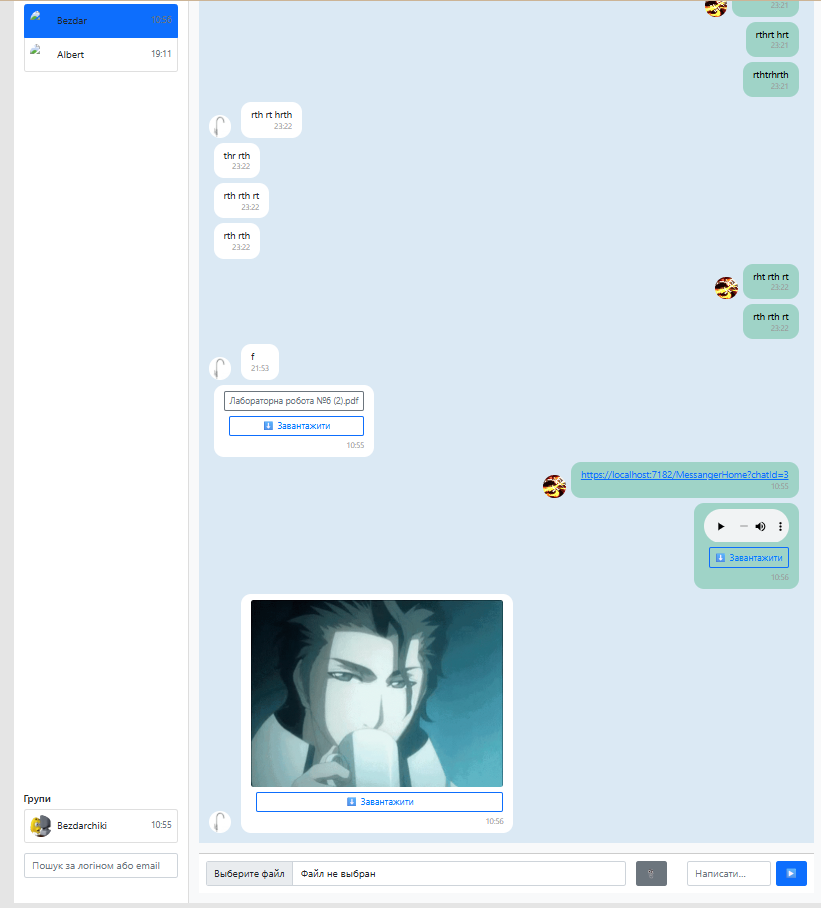 Bezdar 10:56
Albert 19:11
Групи
Bezdarchiki 10:55
Пошук за логіном або email
23:21
rthrt hrt
23:21
rthtrhrth
23:21
rth rt hrth
23:22
thr rth
23:22
rth rth rt
23:22
rth rth
23:22
rht rth rt
23:22
rth rth rt
23:22
f
21:53
Лабораторна робота №6 (2).pdf
Завантажити
10:55
https://localhost:7182/MessangerHome?chatId=3
10:55
Завантажити
10:56
Завантажити
10:56
Выберите файл Файл не выбран
Написати...